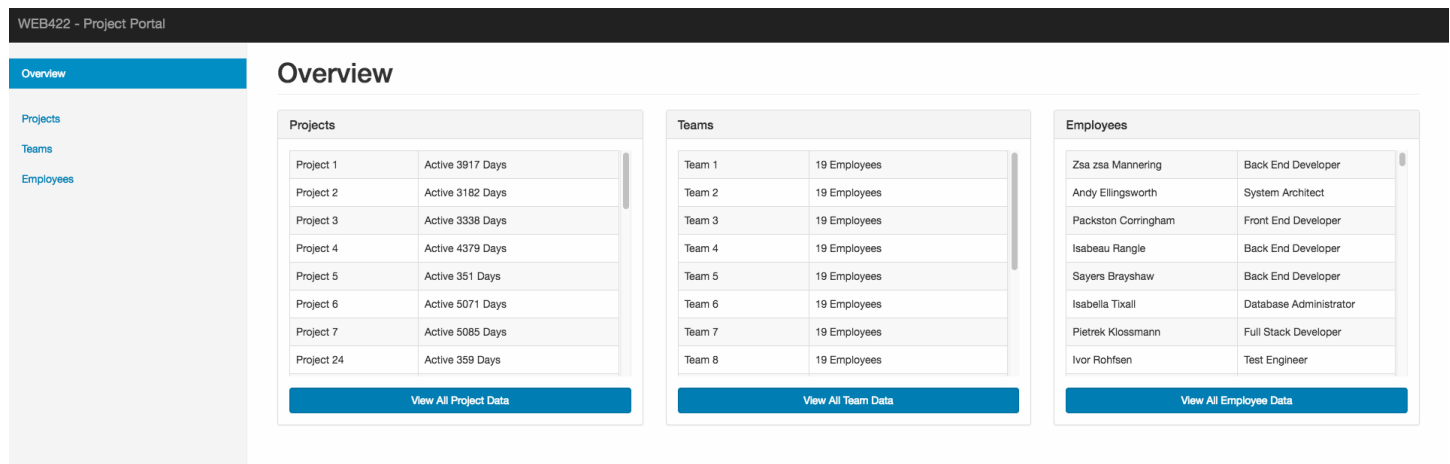 WEB422 - Project Portal
Overview
Projects
Teams
Employees
Overview
Projects
Project 1 Active 3917 Days
Project 2 Active 3182 Days
Project 3 Active 3338 Days
Project 4 Active 4379 Days
Project 5 Active 351 Days
Project 6 Active 5071 Days
Project 7 Active 5085 Days
Project 24 Active 359 Days
View All Project Data
Teams
Team 1 19 Employees
Team 2 19 Employees
Team 3 19 Employees
Team 4 19 Employees
Team 5 19 Employees
Team 6 19 Employees
Team 7 19 Employees
Team 8 19 Employees
View All Team Data
Employees
Zsa zsa Mannering Back End Developer
Andy Ellingsworth System Architect
Packston Corringham Front End Developer
Isabeau Rangle Back End Developer
Sayers Brayshaw Back End Developer
Isabella Tixall Database Administrator
Pietrek Klossmann Full Stack Developer
Ivor Rohfsen Test Engineer
View All Employee Data